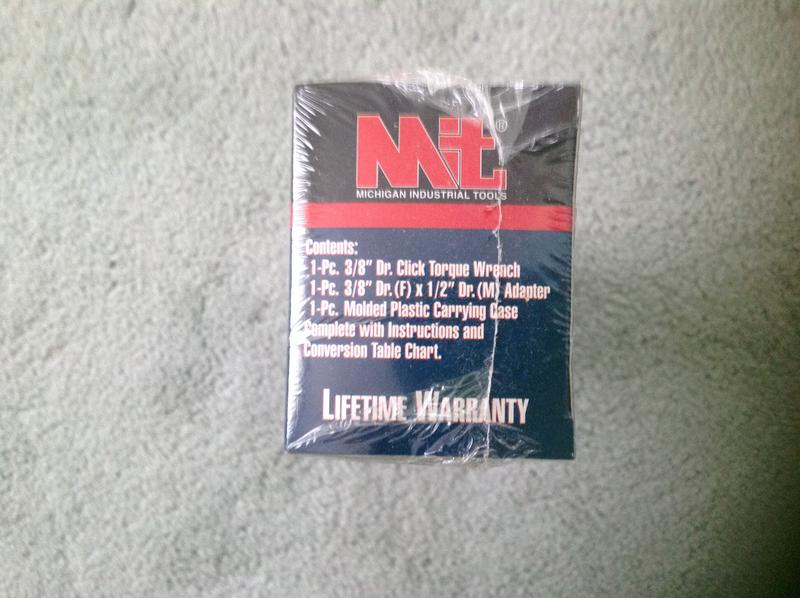 Mit®
MICHIGAN INDUSTRIAL TOOLS
Contents:
1-Pc. 3/8" Dr. Click Torque Wrench
1-Pc. 3/8" Dr. (F) x 1/2" Dr. (M) Adapter
1-Pc. Molded Plastic Carrying Case
Complete with Instructions and
Conversion Table Chart.
LIFETIME WARRANTY